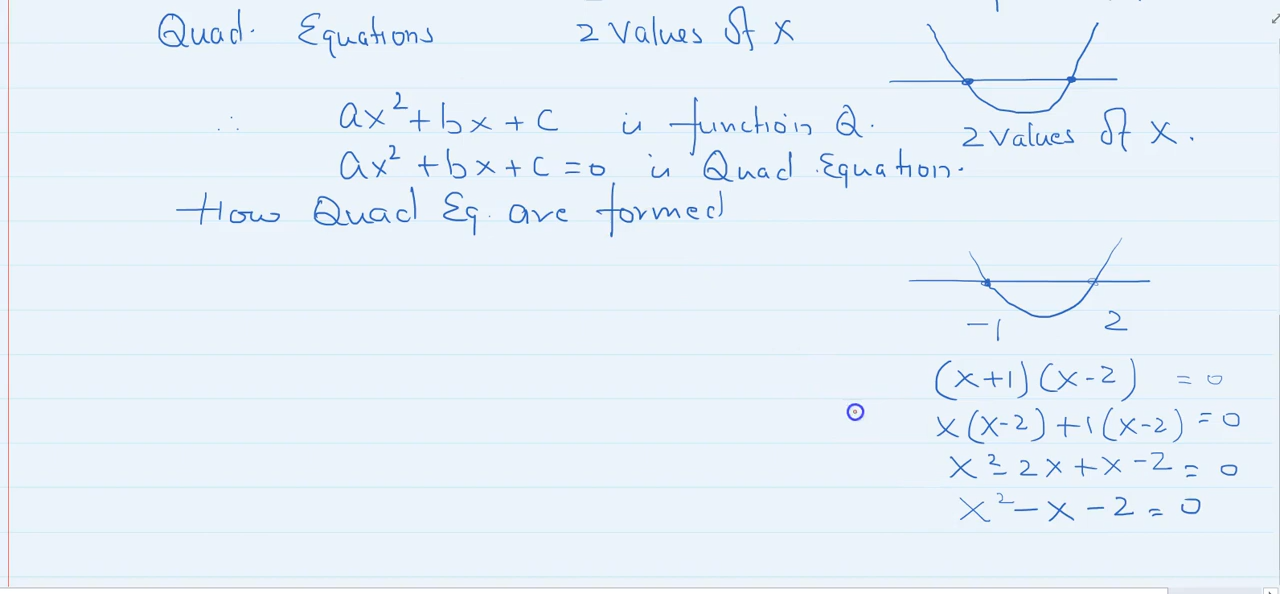 Quad. Equations 2 Values of X
∴ ax² + bx + c is function Q.
2 values of X.
ax² + bx + c = 0 is Quad Equation.
How Quad Eq. are formed
-1 2
(x+1)(x-2) = 0
x(x-2)+1(x-2) = 0
x² - 2x + x - 2 = 0
x² - x - 2 = 0